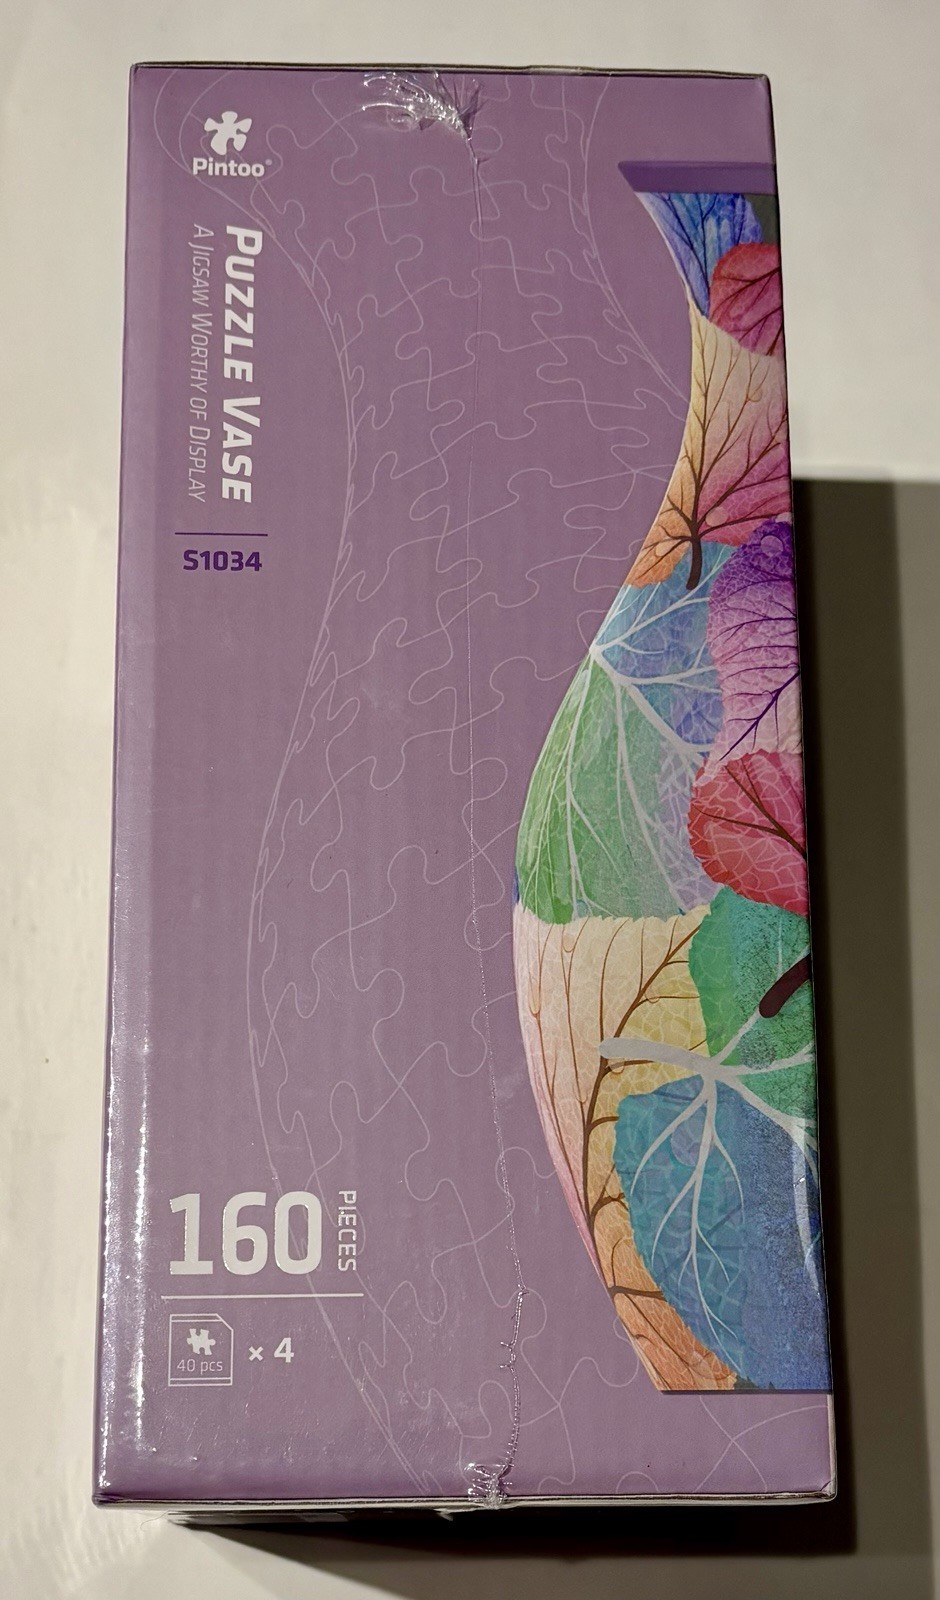 Pintoo®
PUZZLE VASE
A JIGSAW WORTHY OF DISPLAY
S1034
160 PIECES
40 pcs × 4